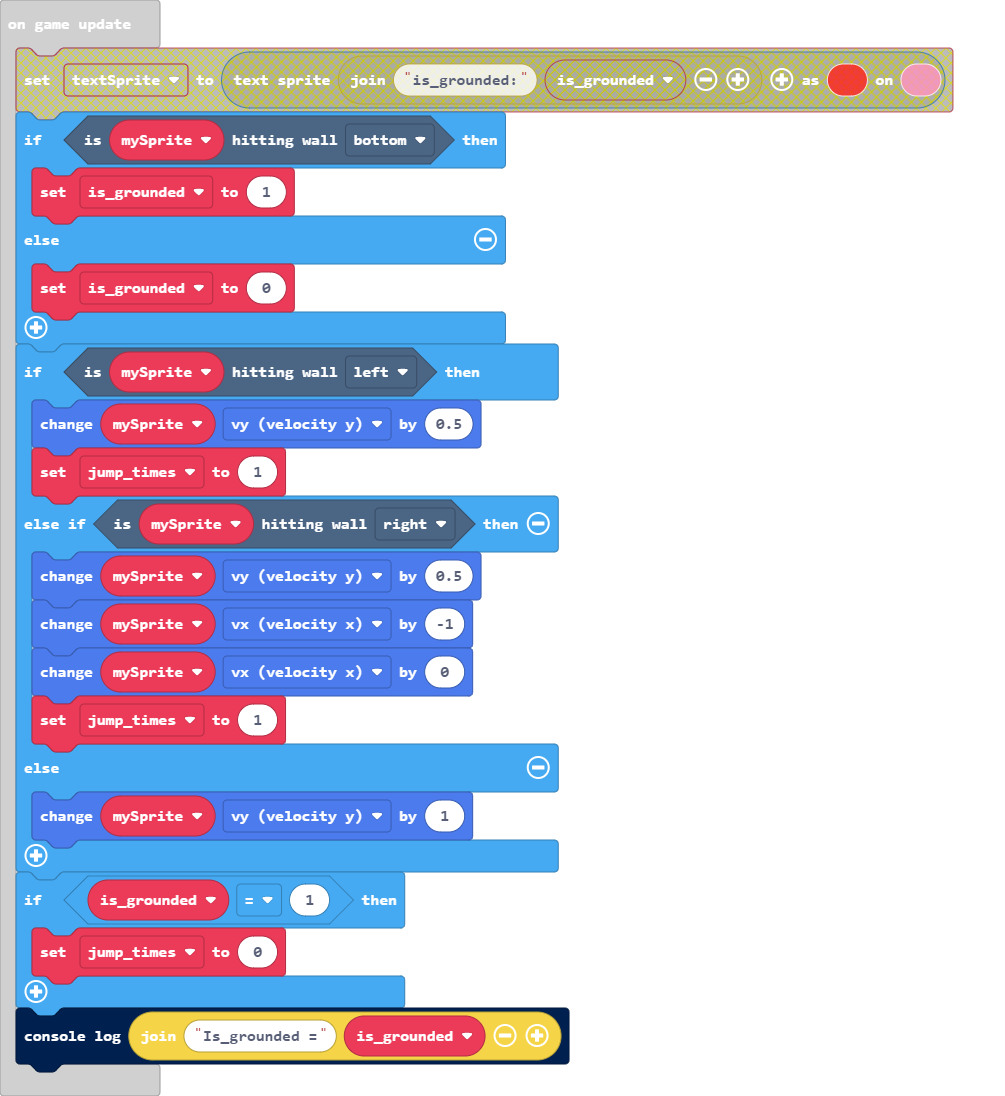 on game update
set textSprite to text sprite join "is_grounded:" is_grounded as on
if is mySprite hitting wall bottom then
set is_grounded to 1
else
set is_grounded to 0
if is mySprite hitting wall left then
change mySprite vy (velocity y) by 0.5
set jump_times to 1
else if is mySprite hitting wall right then
change mySprite vy (velocity y) by 0.5
change mySprite vx (velocity x) by -1
change mySprite vx (velocity x) by 0
set jump_times to 1
else
change mySprite vy (velocity y) by 1
if is_grounded = 1 then
set jump_times to 0
console log join "Is_grounded =" is_grounded